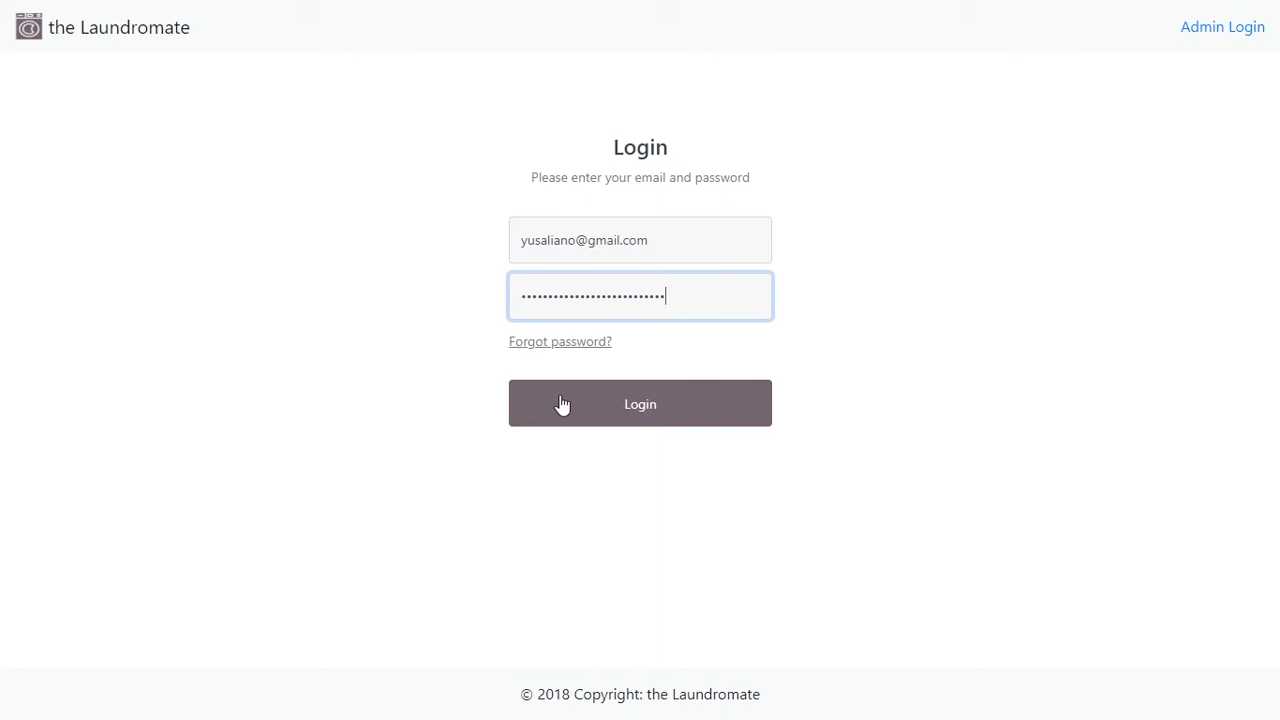 the Laundromate
Admin Login
Login
Please enter your email and password
yusaliano@gmail.com
•••••••••••••••••••••••••••
Forgot password?
Login
© 2018 Copyright: the Laundromate